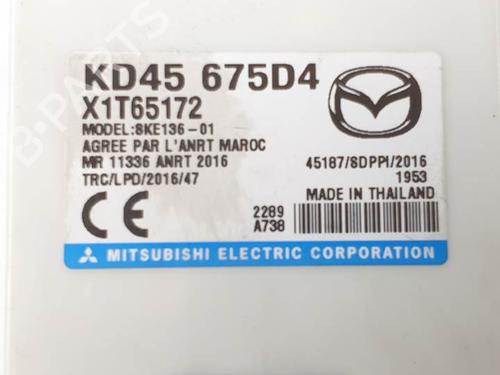 KD45 675D4
X1T65172
MODEL:SKE136-01
AGREE PAR L'ANRT MAROC
MR 11336 ANRT 2016
TRC/LPD/2016/47
45187/SDPPI/2016
1953
MADE IN THAILAND
CE
2289
A738
MITSUBISHI ELECTRIC CORPORATION
B-PARTS